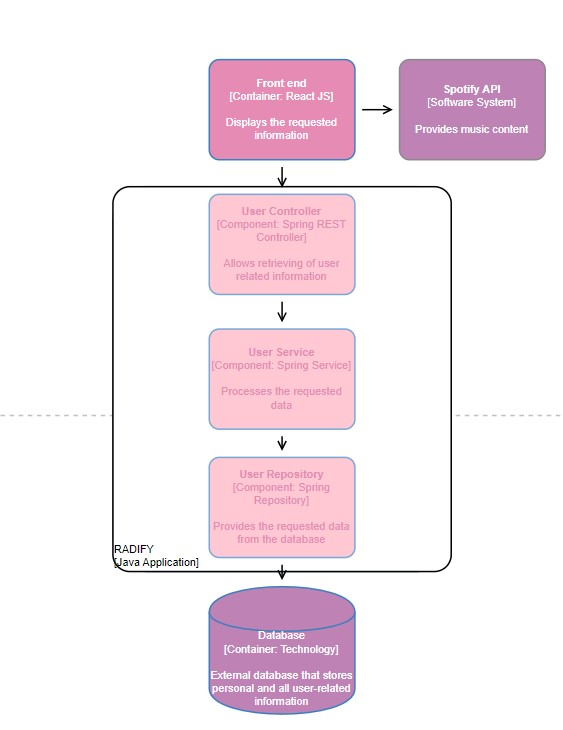 Front end
[Container: React JS]
Displays the requested
information
Spotify API
[Software System]
Provides music content
User Controller
[Component: Spring REST
Controller]
Allows retrieving of user
related information
User Service
[Component: Spring Service]
Processes the requested
data
User Repository
[Component: Spring
Repository]
Provides the requested data
from the database
RADIFY
[Java Application]
Database
[Container: Technology]
External database that stores
personal and all user-related
information